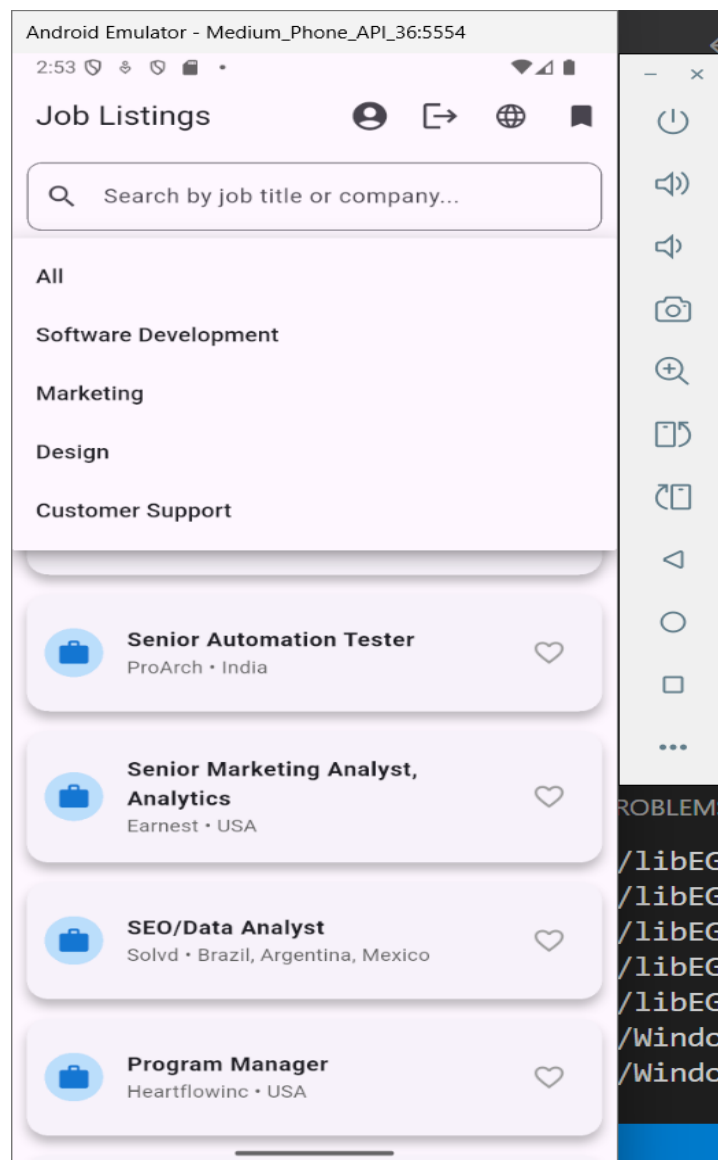 Android Emulator - Medium_Phone_API_36:5554
2:53
Job Listings
Search by job title or company...
All
Software Development
Marketing
Design
Customer Support
Senior Automation Tester
ProArch • India
Senior Marketing Analyst,
Analytics
Earnest • USA
SEO/Data Analyst
Solvd • Brazil, Argentina, Mexico
Program Manager
Heartflowinc • USA
ROBLEMS
/libEG
/libEG
/libEG
/libEG
/libEG
/Windo
/Windo